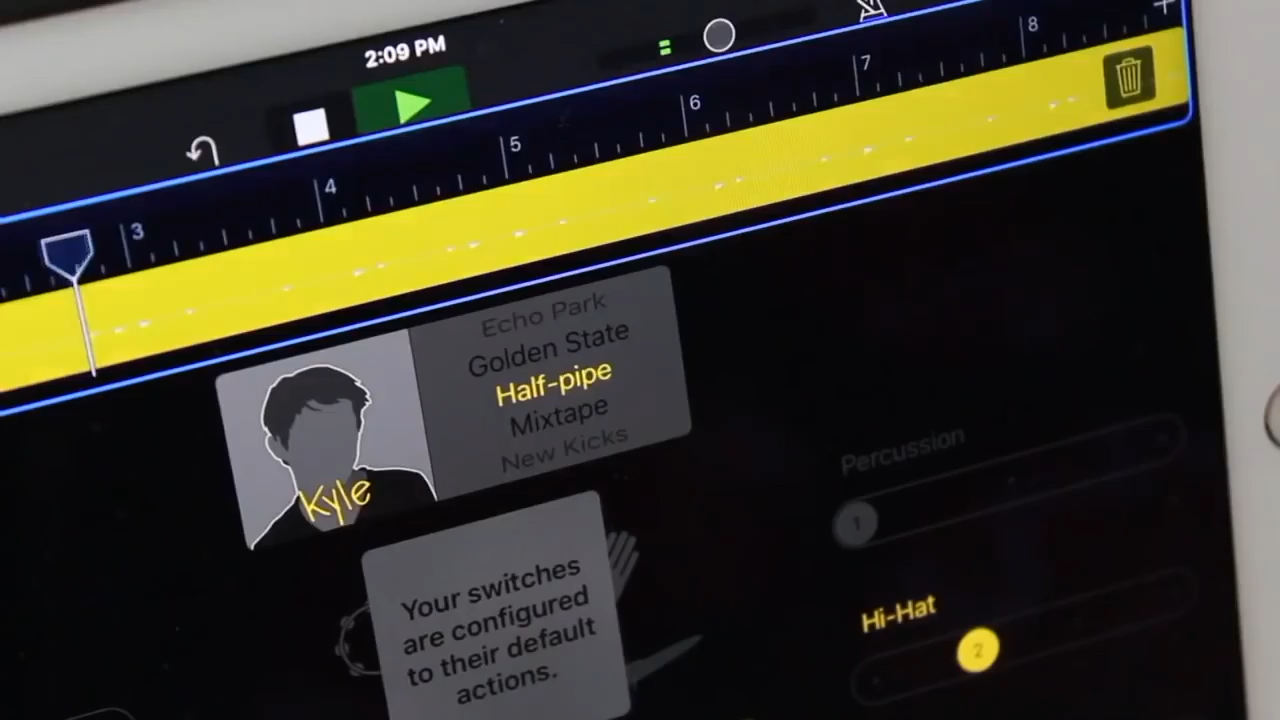 2:09 PM
3
4
5
6
7
8
Echo Park
Golden State
Half-pipe
Mixtape
New Kicks
Kyle
Percussion
1
Your switches
are configured
to their default
actions.
Hi-Hat
2